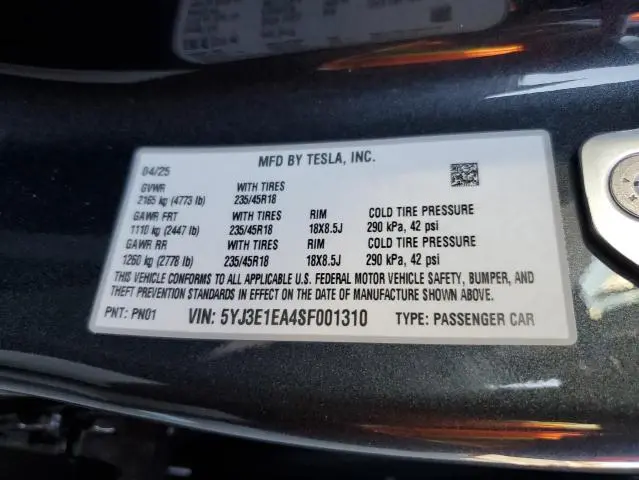 MFD BY TESLA, INC.
04/25
GVWR WITH TIRES
2165 kg (4773 lb) 235/45R18
GAWR FRT WITH TIRES RIM COLD TIRE PRESSURE
1110 kg (2447 lb) 235/45R18 18X8.5J 290 kPa, 42 psi
GAWR RR WITH TIRES RIM COLD TIRE PRESSURE
1260 kg (2778 lb) 235/45R18 18X8.5J 290 kPa, 42 psi
THIS VEHICLE CONFORMS TO ALL APPLICABLE U.S. FEDERAL MOTOR VEHICLE SAFETY, BUMPER, AND
THEFT PREVENTION STANDARDS IN EFFECT ON THE DATE OF MANUFACTURE SHOWN ABOVE.
PNT: PN01 VIN: 5YJ3E1EA4SF001310 TYPE: PASSENGER CAR